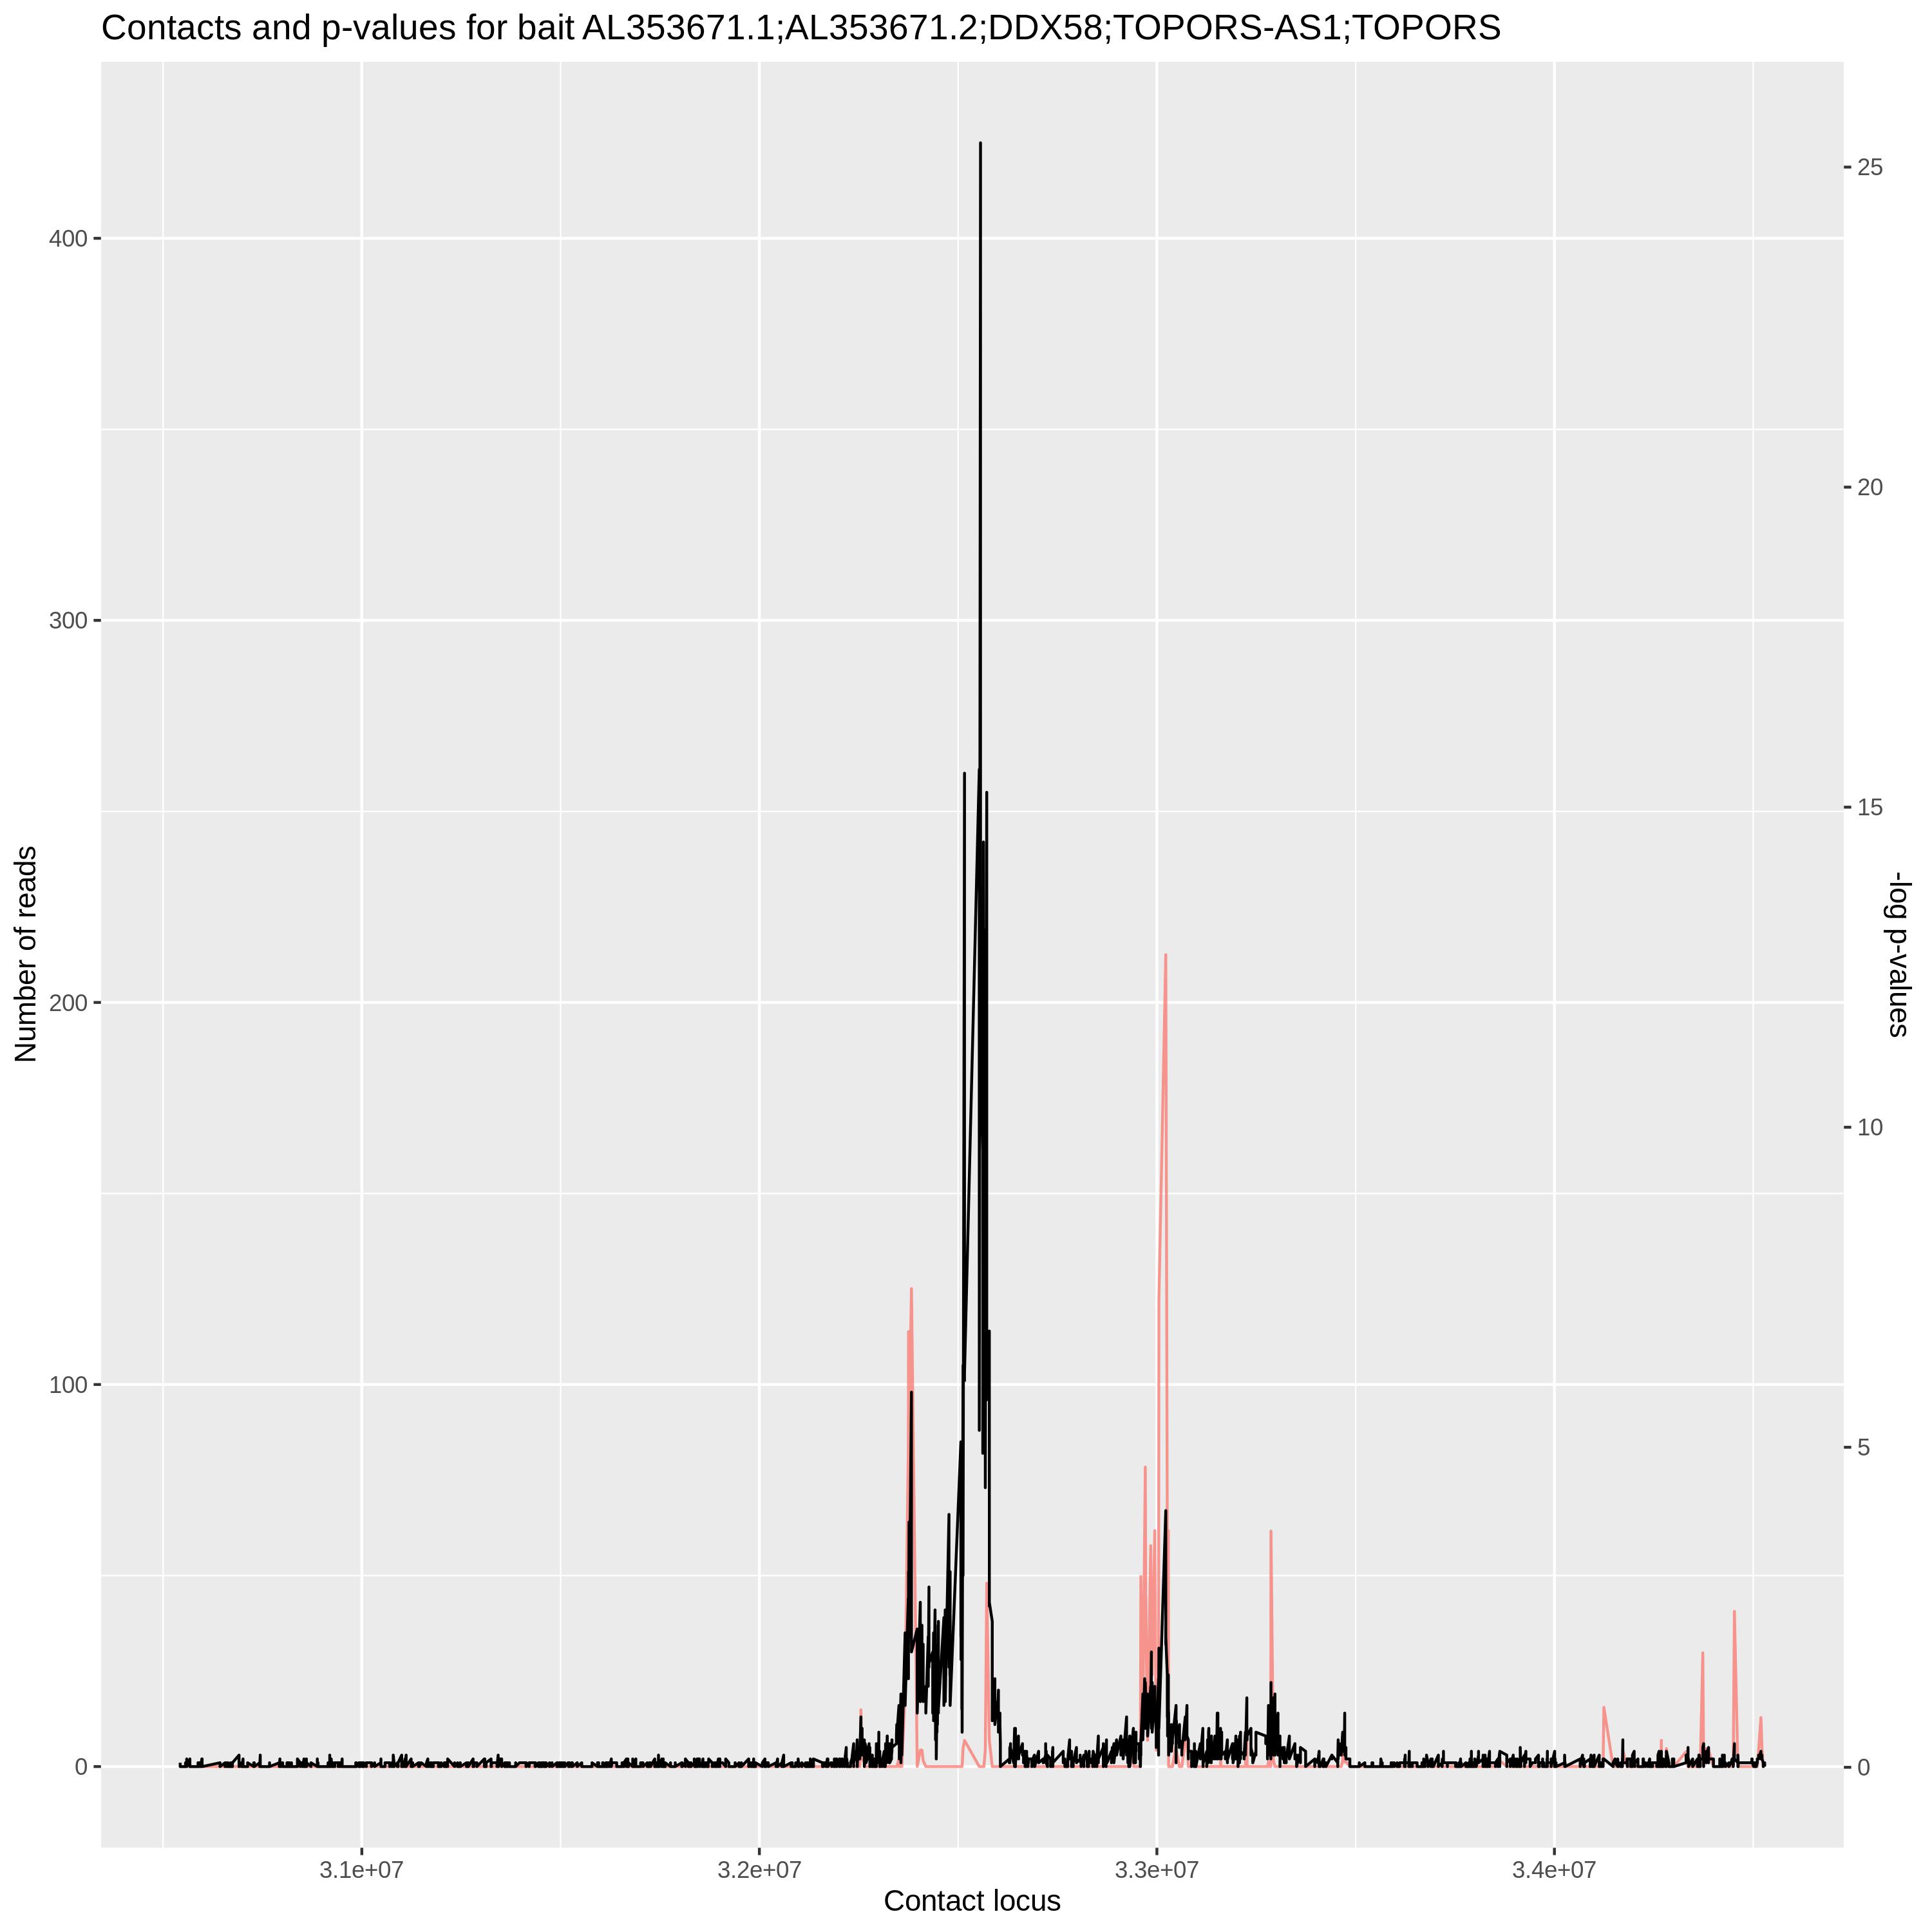 Contacts and p-values for bait AL353671.1;AL353671.2;DDX58;TOPORS-AS1;TOPORS
400
300
200
100
0
Number of reads
25
20
15
10
5
0
-log p-values
3.1e+07
3.2e+07
3.3e+07
3.4e+07
Contact locus